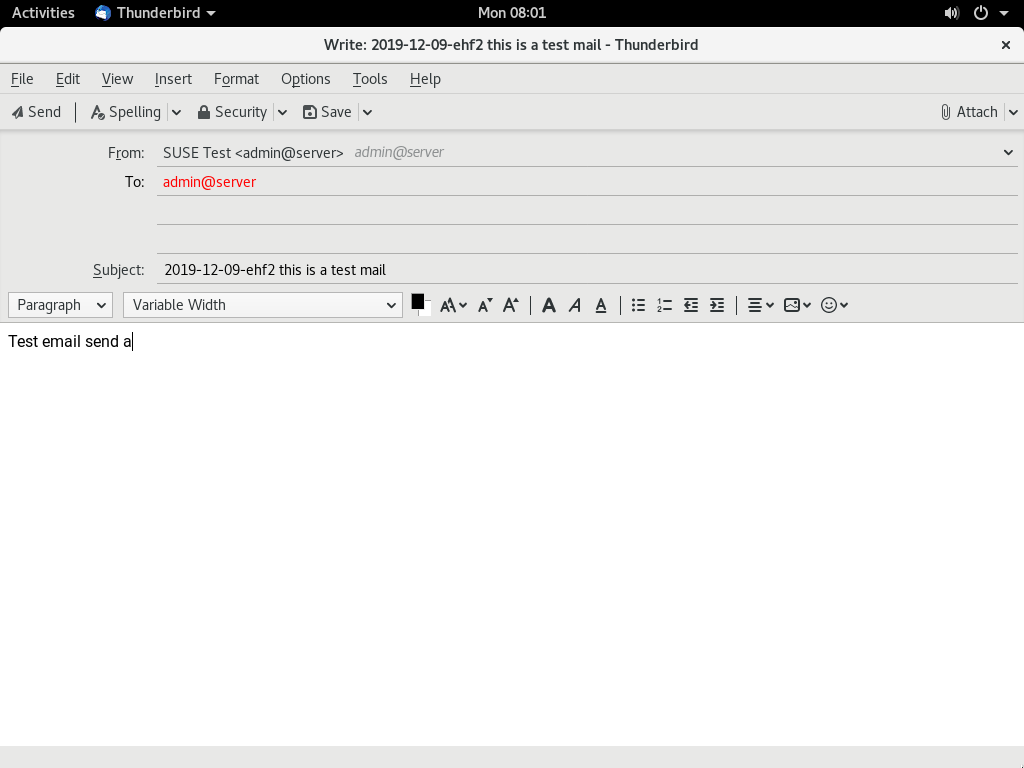 Activities Thunderbird Mon 08:01
Write: 2019-12-09-ehf2 this is a test mail - Thunderbird
File Edit View Insert Format Options Tools Help
Send Spelling Security Save Attach
From: SUSE Test <admin@server> admin@server
To: admin@server
Subject: 2019-12-09-ehf2 this is a test mail
Paragraph Variable Width
Test email send a